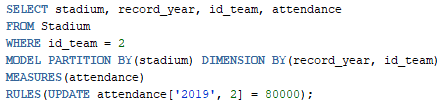 SELECT stadium, record_year, id_team, attendance
FROM Stadium
WHERE id_team = 2
MODEL PARTITION BY(stadium) DIMENSION BY(record_year, id_team)
MEASURES(attendance)
RULES(UPDATE attendance['2019', 2] = 80000);